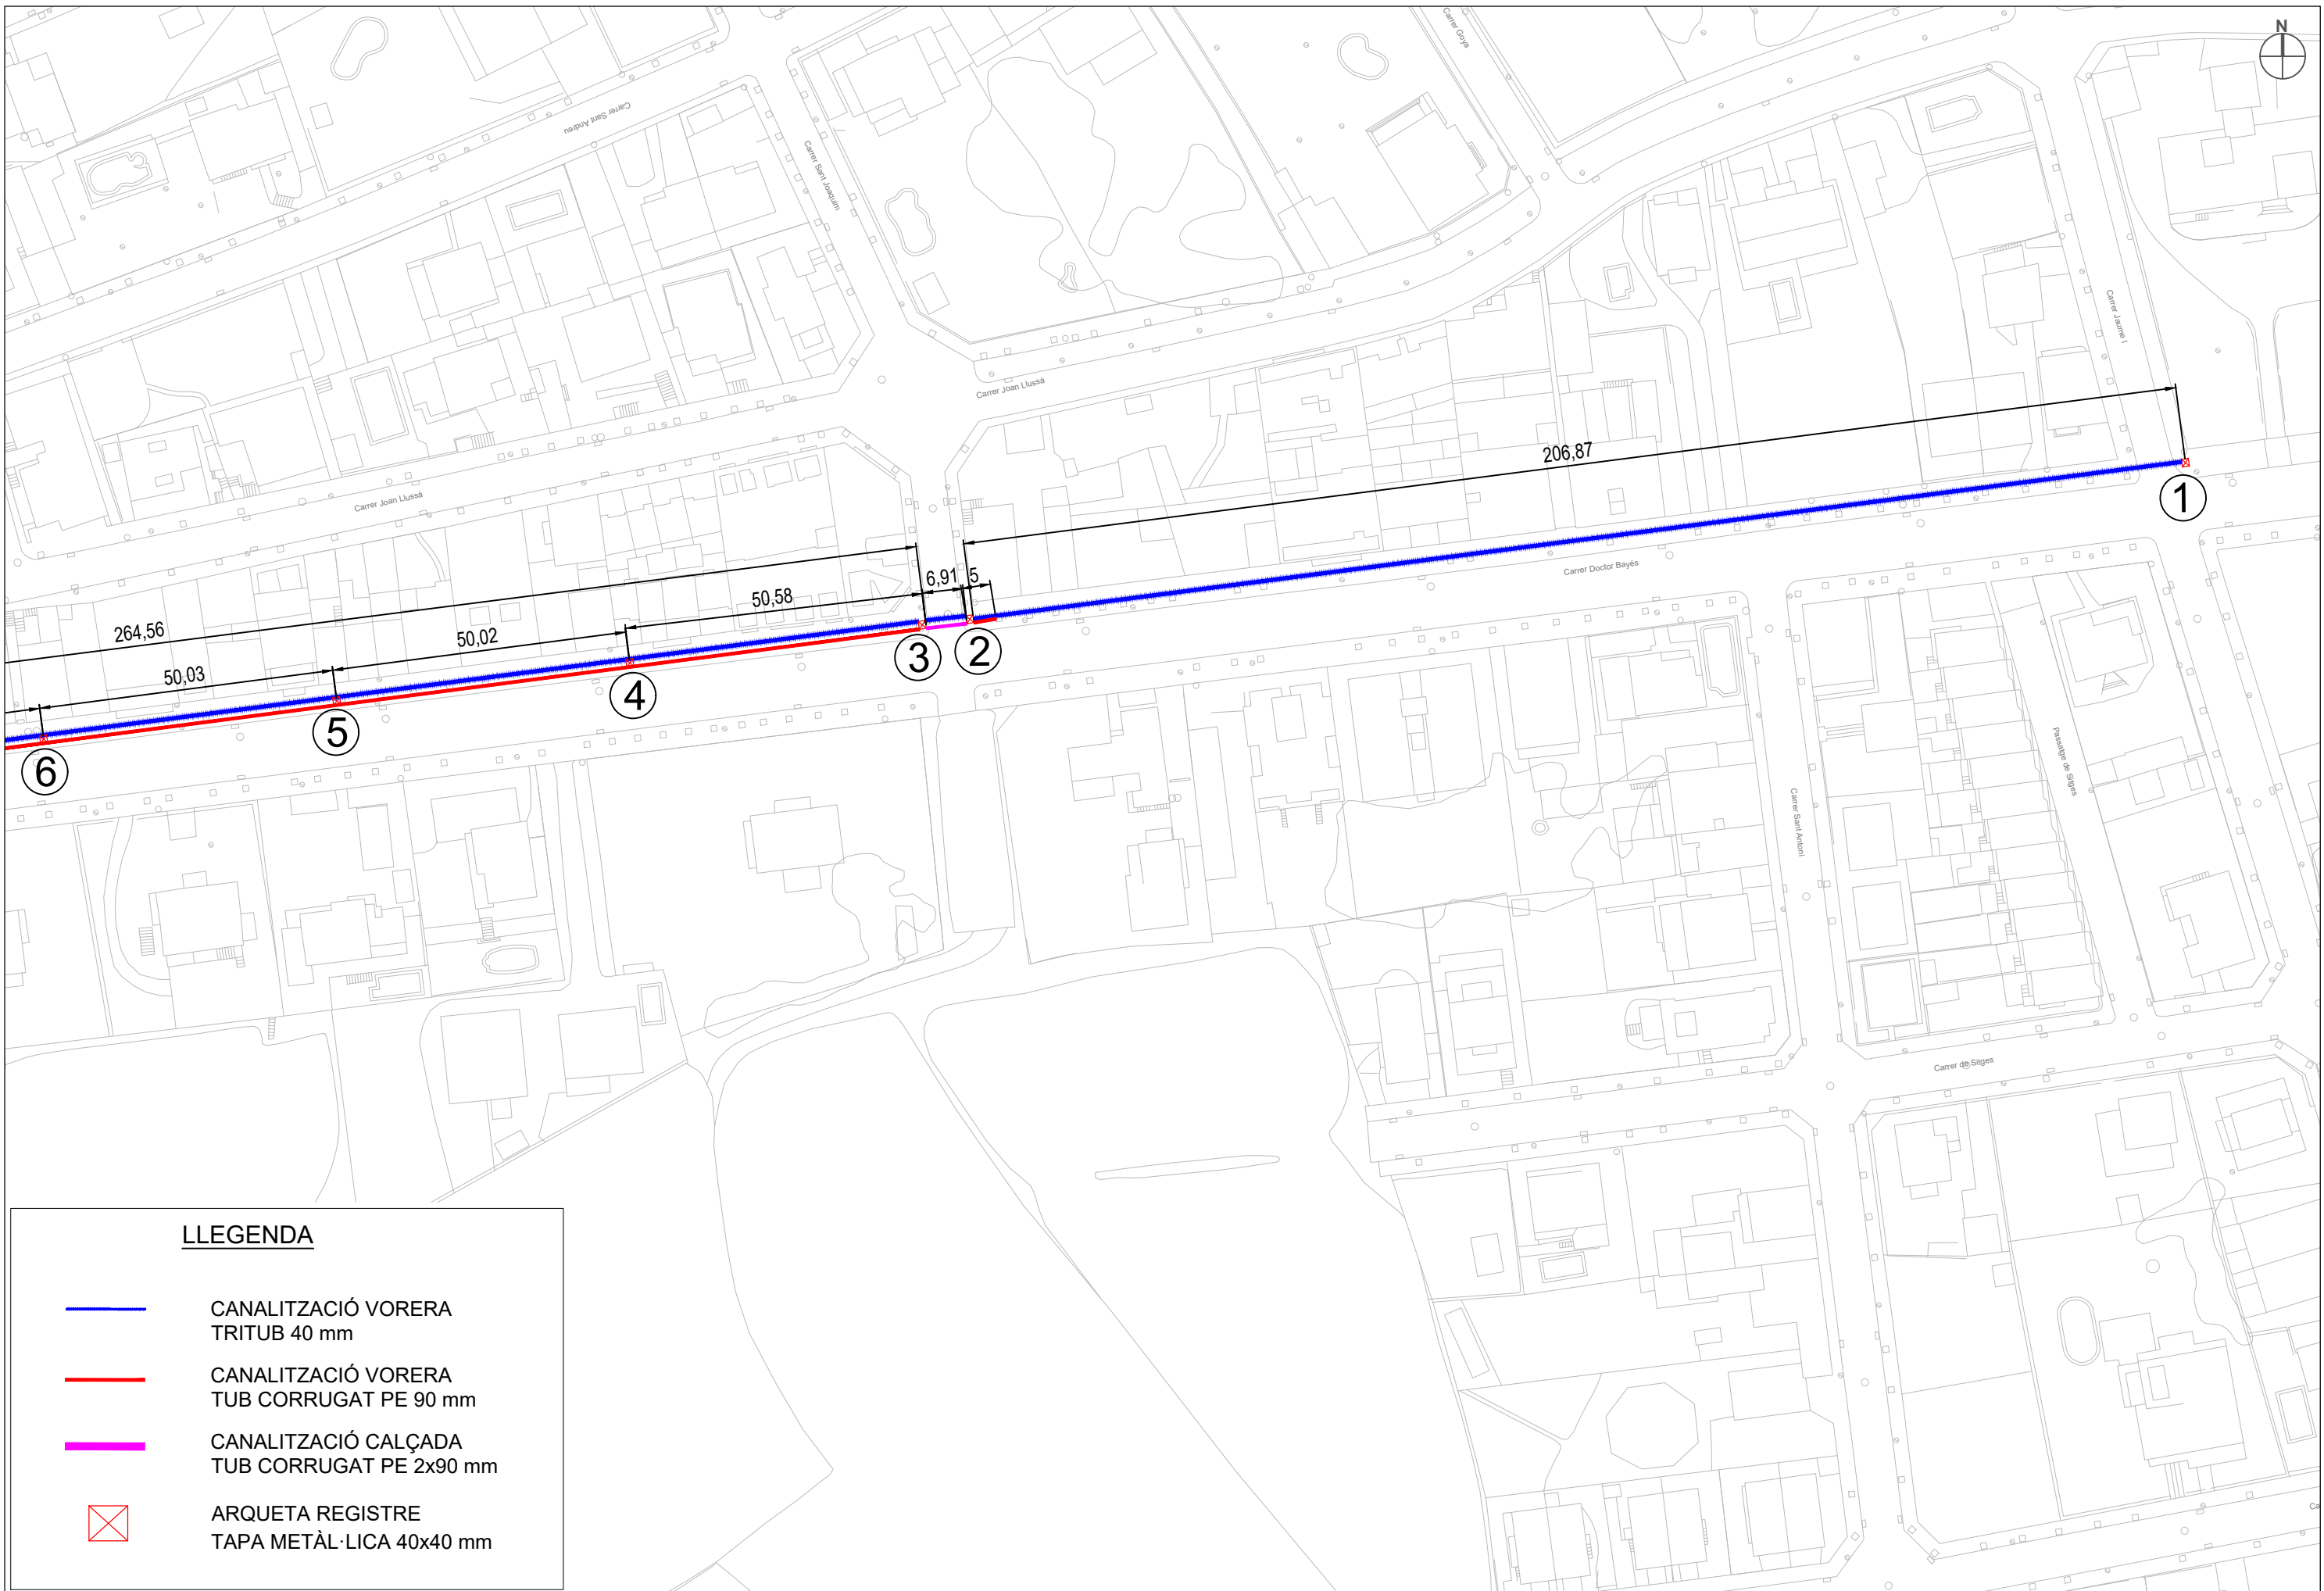 N
Carrer Goya
Carrer Sant Andreu
Carrer Sant Joaquim
Carrer Jaume I
Carrer Joan Llussà
206,87
1
Carrer Joan Llussà
Carrer Doctor Bayés
6,91
5
50,58
264,56
50,02
50,03
3
2
4
5
6
Passatge de Sitges
Carrer Sant Antoni
Carrer de Sitges
LLEGENDA
CANALITZACIÓ VORERA
TRITUB 40 mm
CANALITZACIÓ VORERA
TUB CORRUGAT PE 90 mm
CANALITZACIÓ CALÇADA
TUB CORRUGAT PE 2x90 mm
ARQUETA REGISTRE
TAPA METÀL·LICA 40x40 mm
Ca